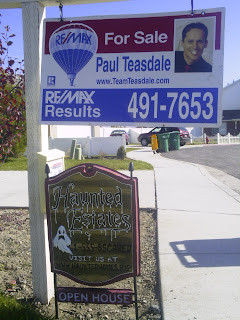 RE/MAX
For Sale
Paul Teasdale
www.TeamTeasdale.com
RE/MAX
Results
491-7653
Haunted
Estates
VISIT US AT
OPEN HOUSE